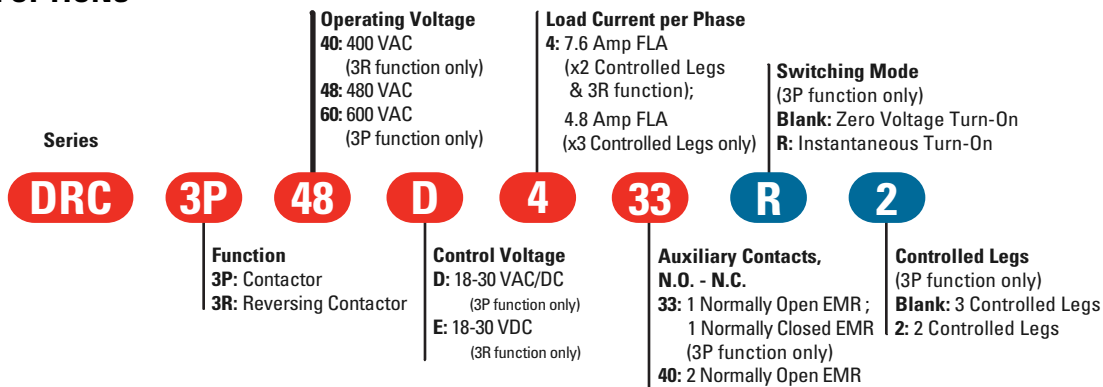 Operating Voltage
40: 400 VAC
(3R function only)
48: 480 VAC
60: 600 VAC
(3P function only)
Load Current per Phase
4: 7.6 Amp FLA
(x2 Controlled Legs
& 3R function);
4.8 Amp FLA
(x3 Controlled Legs only)
Switching Mode
(3P function only)
Blank: Zero Voltage Turn-On
R: Instantaneous Turn-On
Series
DRC 3P 48 D 4 33 R 2
Function
3P: Contactor
3R: Reversing Contactor
Control Voltage
D: 18-30 VAC/DC
(3P function only)
E: 18-30 VDC
(3R function only)
Auxiliary Contacts,
N.O. - N.C.
33: 1 Normally Open EMR ;
1 Normally Closed EMR
(3P function only)
40: 2 Normally Open EMR
Controlled Legs
(3P function only)
Blank: 3 Controlled Legs
2: 2 Controlled Legs